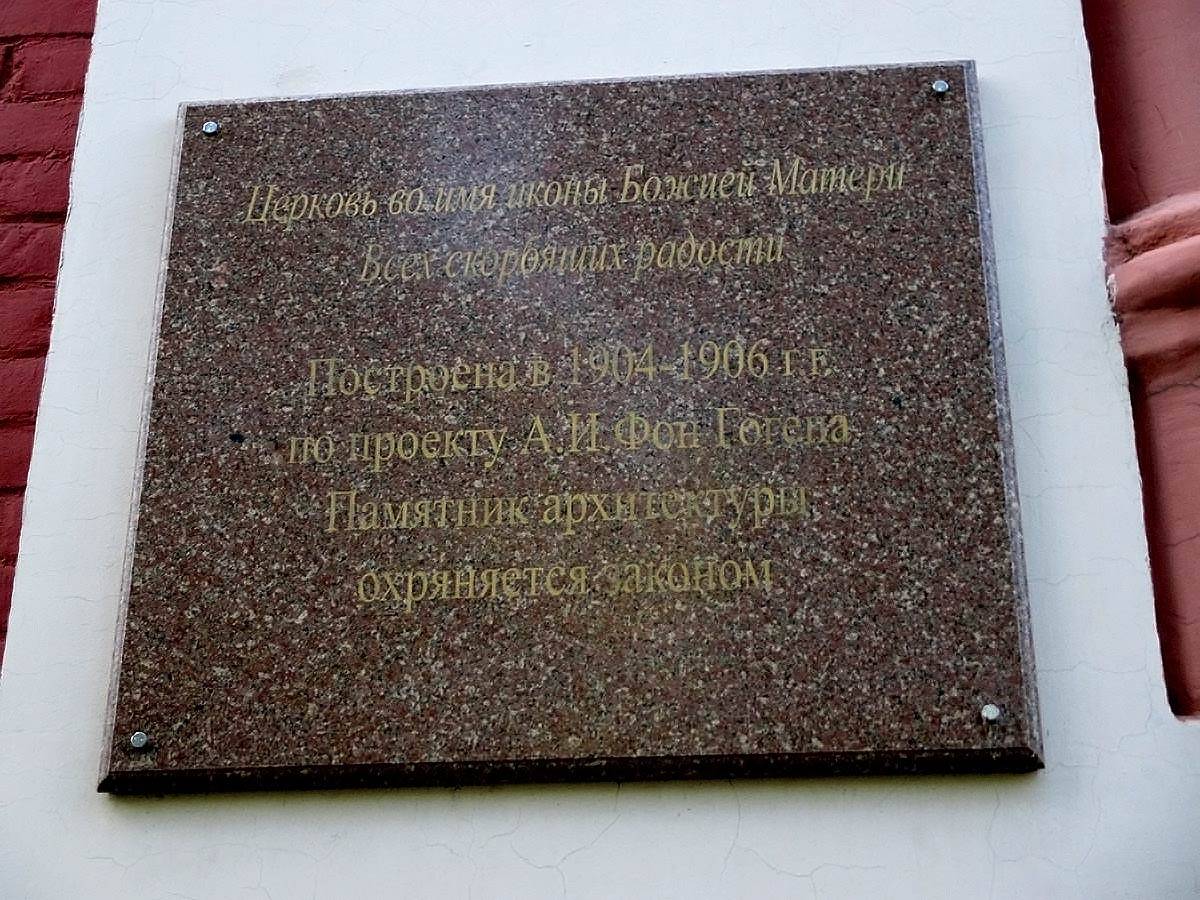 Церковь во имя иконы Божией Матери
Всех скорбящих радости
Построена в 1904-1906 г.г.
по проекту А.И Фон Гогена
Памятник архитектуры
охряняется законом